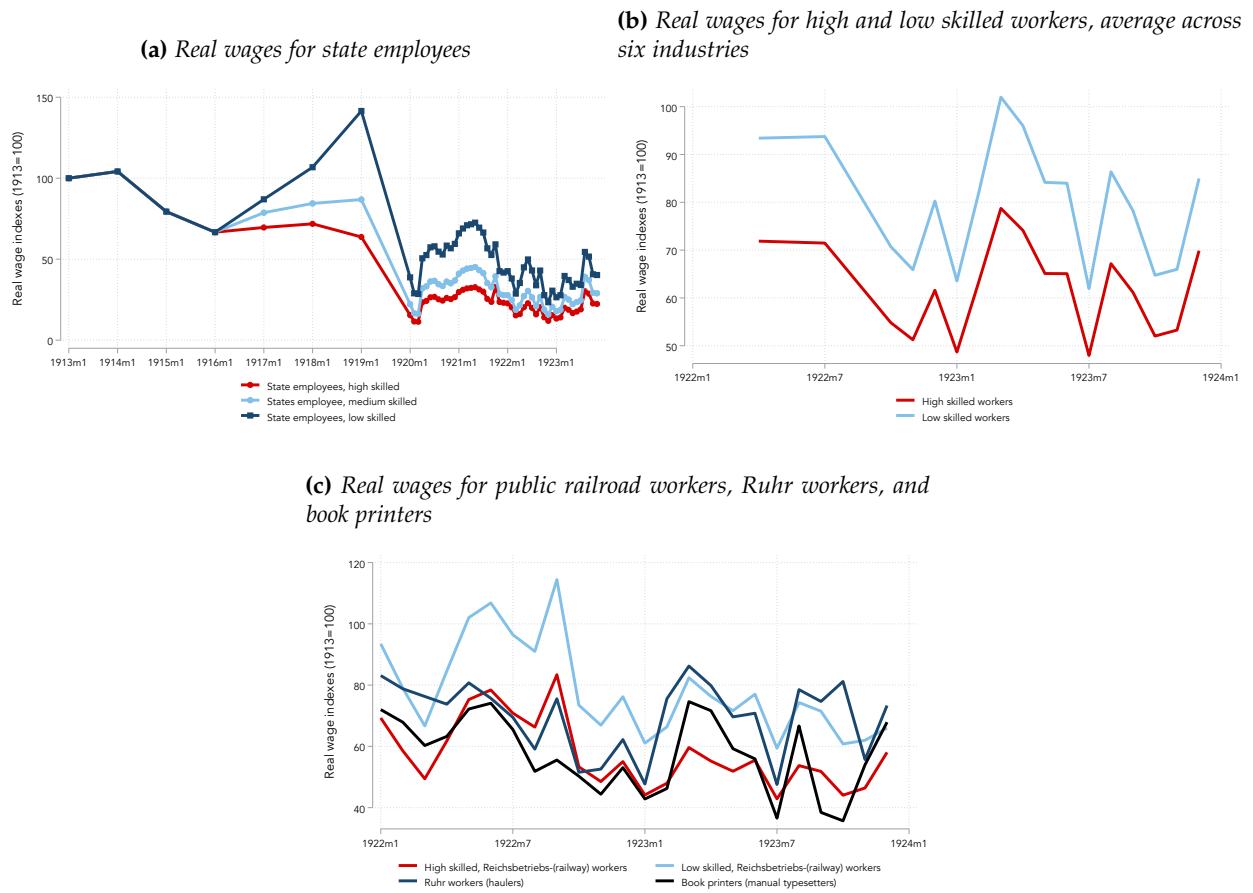 (a) Real wages for state employees
Real wage indexes (1913=100)
150
100
50
0
1913m1 1914m1 1915m1 1916m1 1917m1 1918m1 1919m1 1920m1 1921m1 1922m1 1923m1
State employees, high skilled
States employee, medium skilled
State employees, low skilled
(b) Real wages for high and low skilled workers, average across
six industries
Real wage indexes (1913=100)
100
90
80
70
60
50
1922m1 1922m7 1923m1 1923m7 1924m1
High skilled workers
Low skilled workers
(c) Real wages for public railroad workers, Ruhr workers, and
book printers
Real wage indexes (1913=100)
120
100
80
60
40
1922m1 1922m7 1923m1 1923m7 1924m1
High skilled, Reichsbetriebs-(railway) workers Low skilled, Reichsbetriebs-(railway) workers
Ruhr workers (haulers) Book printers (manual typesetters)